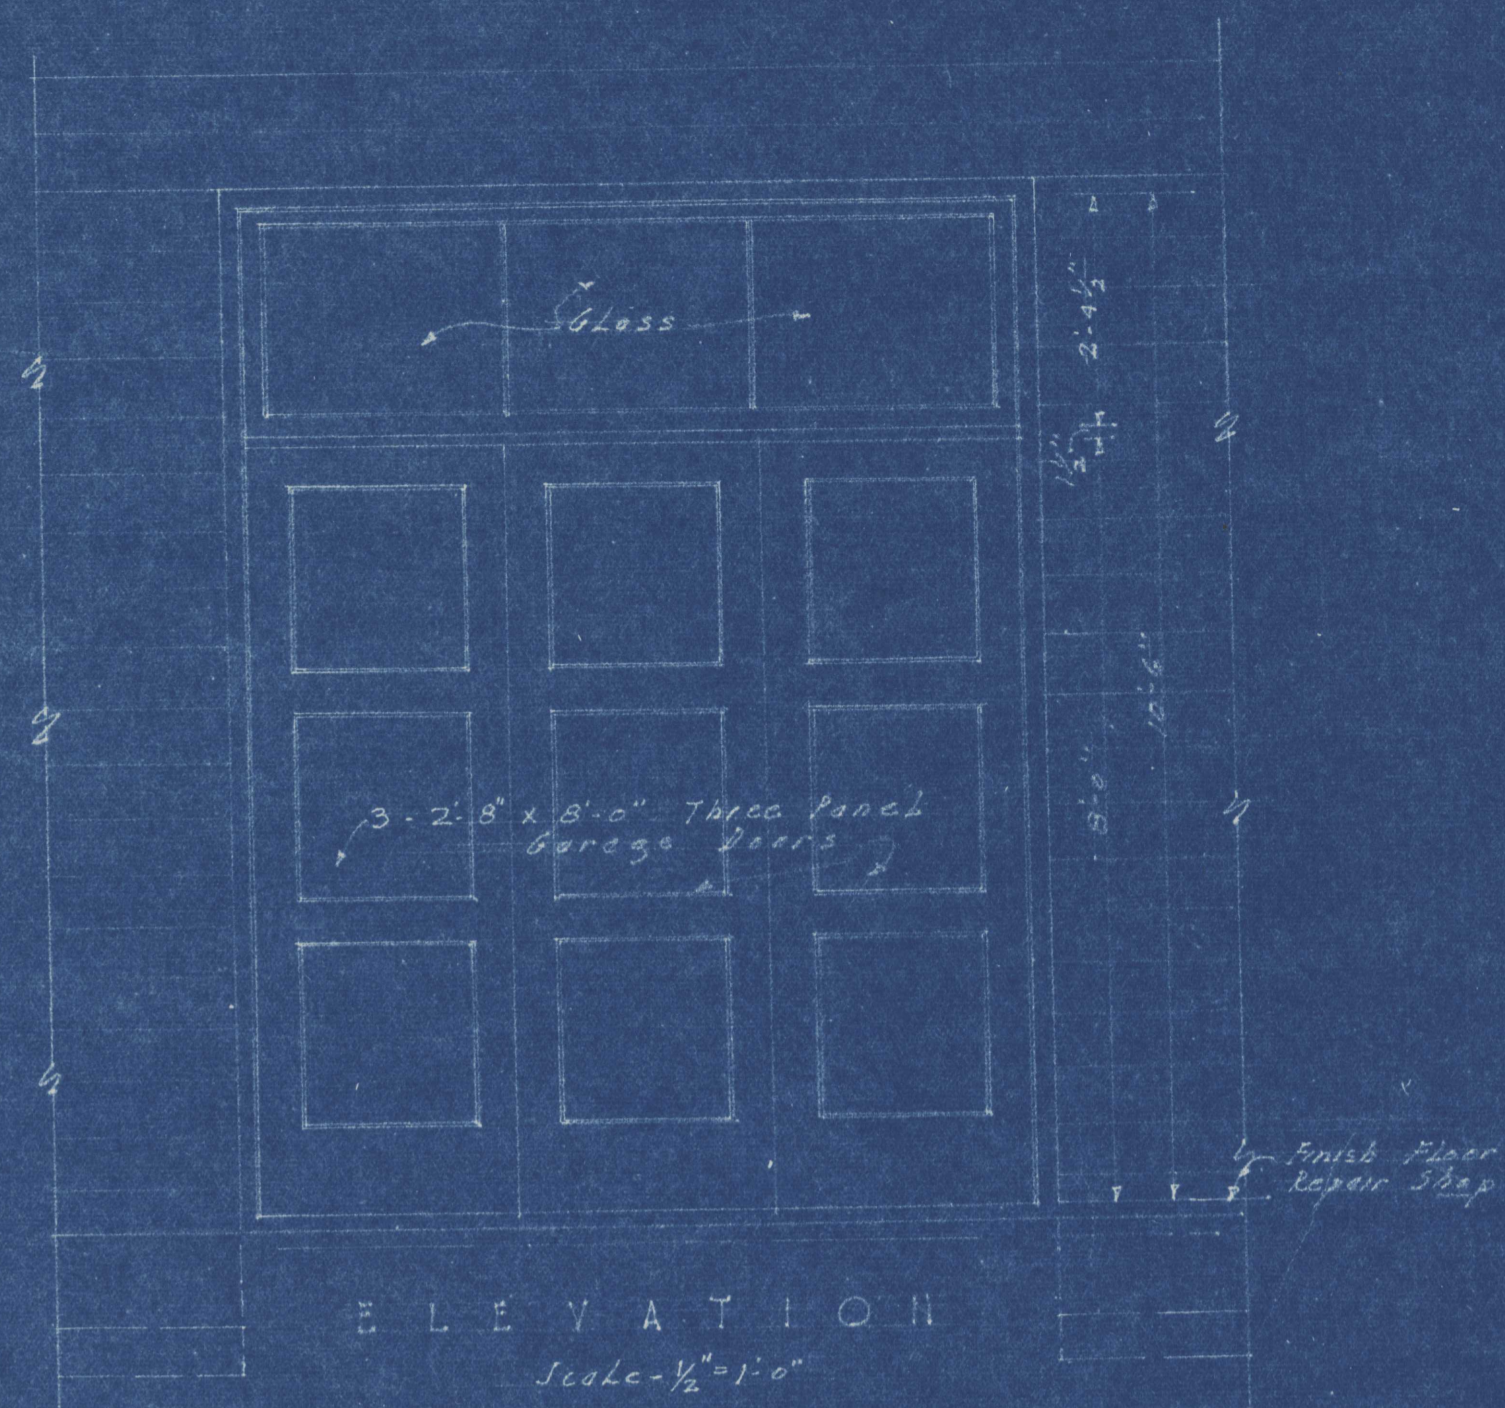 Glass
2'-4½"
1½"
10'-6"
8'-0"
3 - 2'-8" x 8'-0" Three Panel
Garage Doors
Finish Floor
Repair Shop
ELEVATION
Scale - ½" = 1'-0"